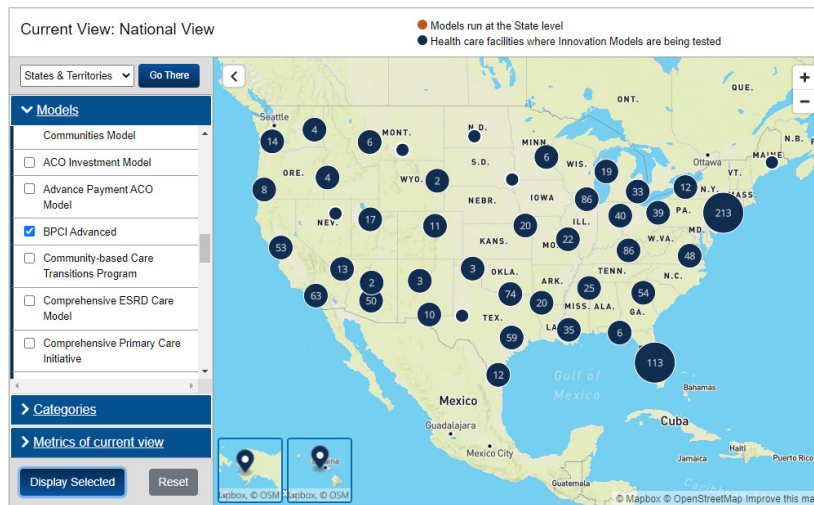 Current View: National View
Models run at the State level
Health care facilities where Innovation Models are being tested
States & Territories
Go There
Models
Communities Model
ACO Investment Model
Advance Payment ACO
Model
BPCI Advanced
Community-based Care
Transitions Program
Comprehensive ESRD Care
Model
Comprehensive Primary Care
Initiative
Categories
Metrics of current view
Display Selected
Reset
QUE.
ONT.
Seattle
14
4
6
MONT.
N.D.
MINN.
6
WIS.
19
Ottawa
MAINE
N.B.
VT.
ORE.
8
4
WYO.
2
S.D.
IOWA
86
33
12
N.Y.
MASS.
213
NEBR.
NEV.
17
11
20
ILL.
40
39
PA.
MD.
53
KANS.
MO.
22
86
W.VA.
48
13
2
50
63
3
3
OKLA.
ARK.
TENN.
N.C.
25
54
74
20
MISS.
ALA.
GA.
10
TEX.
59
LA.
35
6
113
12
Gulf of
Mexico
Bahamas
Mexico
Cuba
Guadalajara
Mexico City
Haiti
Jamaica
Puerto Rico
Guatemala
apbox, © OSM
apbox, © OSM
© Mapbox © OpenStreetMap Improve this ma